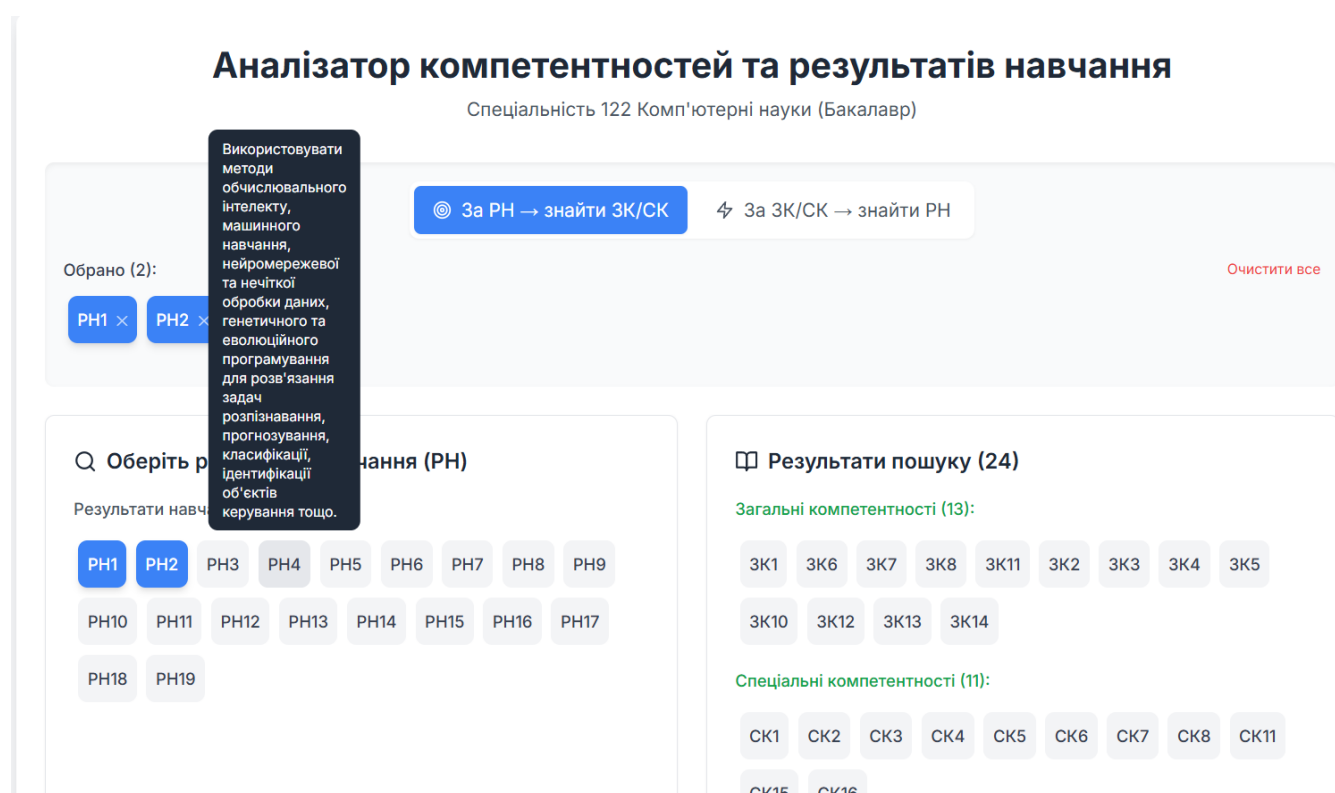 Аналізатор компетентностей та результатів навчання
Спеціальність 122 Комп'ютерні науки (Бакалавр)
Використовувати
методи
обчислювального
інтелекту,
машинного
навчання,
нейромережевої
та нечіткої
обробки даних,
генетичного та
еволюційного
програмування
для розв'язання
задач
розпізнавання,
прогнозування,
класифікації,
ідентифікації
об'єктів
керування тощо.
За РН → знайти ЗК/СК
За ЗК/СК → знайти РН
Обрано (2):
Очистити все
РН1 ×
РН2 ×
Оберіть
(РН)
Результати
РН1 РН2 РН3 РН4 РН5 РН6 РН7 РН8 РН9
РН10 РН11 РН12 РН13 РН14 РН15 РН16 РН17
РН18 РН19
Результати пошуку (24)
Загальні компетентності (13):
ЗК1 ЗК6 ЗК7 ЗК8 ЗК11 ЗК2 ЗК3 ЗК4 ЗК5
ЗК10 ЗК12 ЗК13 ЗК14
Спеціальні компетентності (11):
СК1 СК2 СК3 СК4 СК5 СК6 СК7 СК8 СК11
СК15 СК16